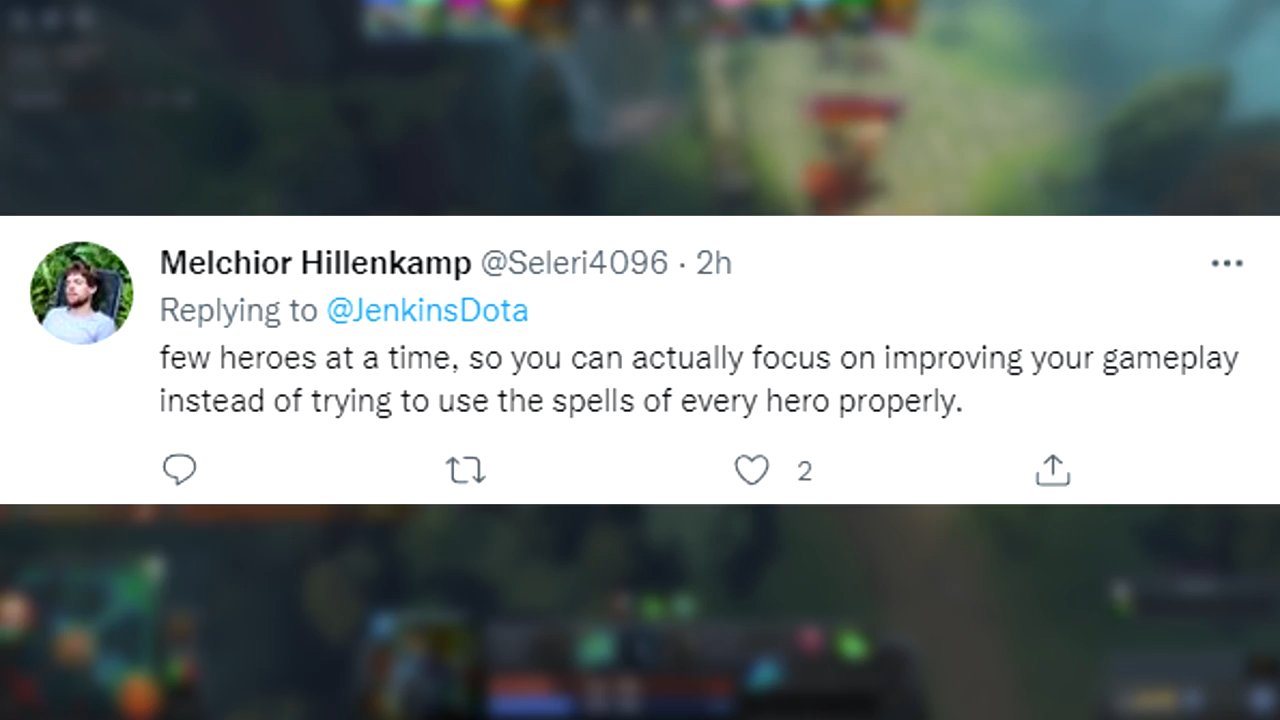 Melchior Hillenkamp @Seleri4096 · 2h
Replying to @JenkinsDota
few heroes at a time, so you can actually focus on improving your gameplay
instead of trying to use the spells of every hero properly.
2